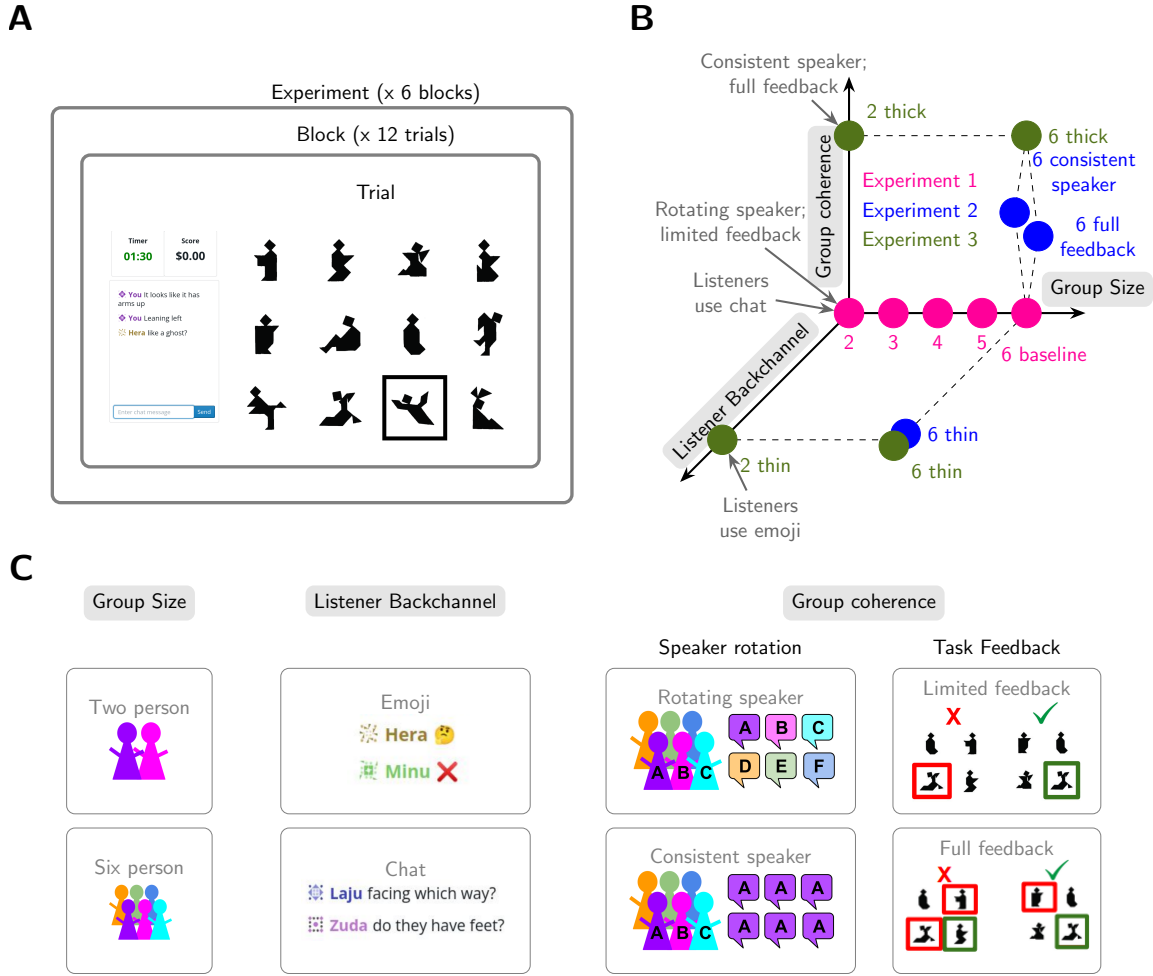 A
Experiment (x 6 blocks)
Block (x 12 trials)
Trial
Timer
01:30
Score
$0.00
You It looks like it has
arms up
You Leaning left
Hera like a ghost?
Enter chat message
Send
B
Consistent speaker;
full feedback
2 thick
6 thick
6 consistent
speaker
Group coherence
Experiment 1
Experiment 2
Experiment 3
Rotating speaker;
limited feedback
6 full
feedback
Listeners
use chat
Group Size
2
3
4
5
6 baseline
Listener Backchannel
2 thin
6 thin
6 thin
Listeners
use emoji
C
Group Size
Listener Backchannel
Group coherence
Speaker rotation
Task Feedback
Two person
Emoji
Hera
Minu
Rotating speaker
A B C
A B C
D E F
Limited feedback
X
Six person
Chat
Laju facing which way?
Zuda do they have feet?
Consistent speaker
A B C
A A A
A A A
Full feedback
X